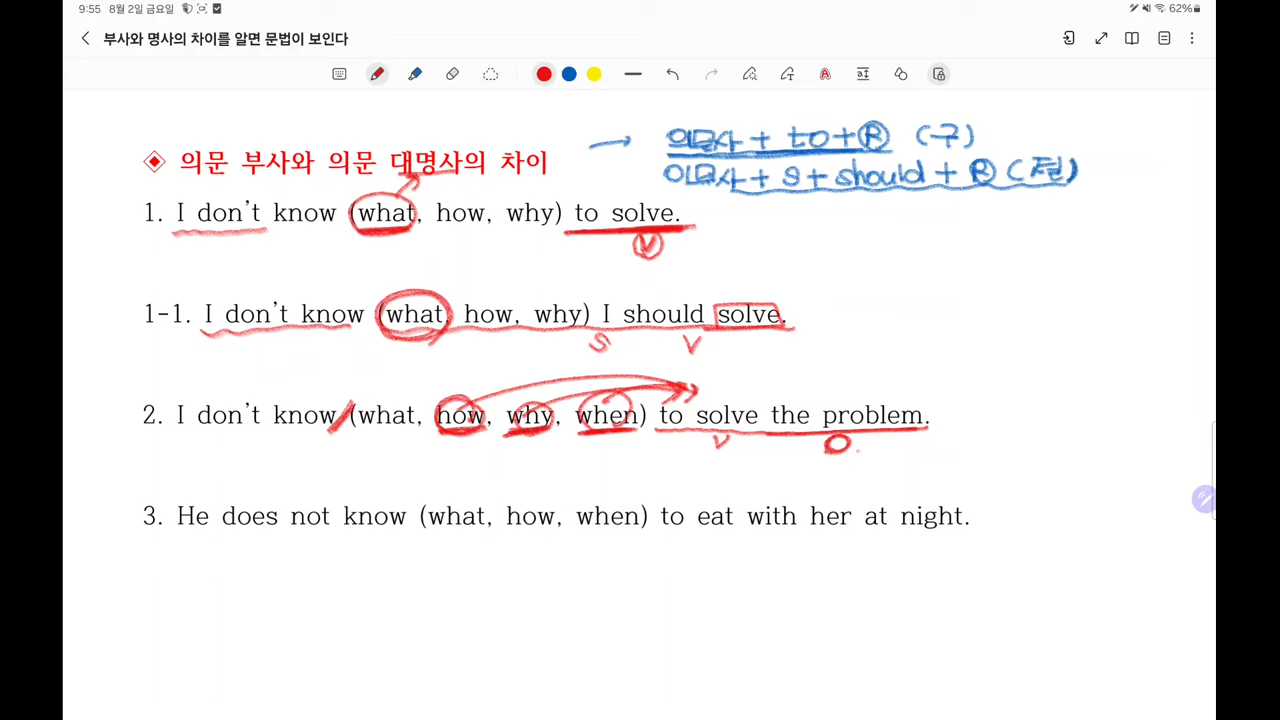 9:55 8월 2일 금요일
62%
부사와 명사의 차이를 알면 문법이 보인다
→ 의문사 + to + R (구)
◈ 의문 부사와 의문 대명사의 차이
의문사 + S + should + R (절)
1. I don't know (what, how, why) to solve.
V
1-1. I don't know (what, how, why) I should solve.
S V
2. I don't know (what, how, why, when) to solve the problem.
V O
3. He does not know (what, how, when) to eat with her at night.